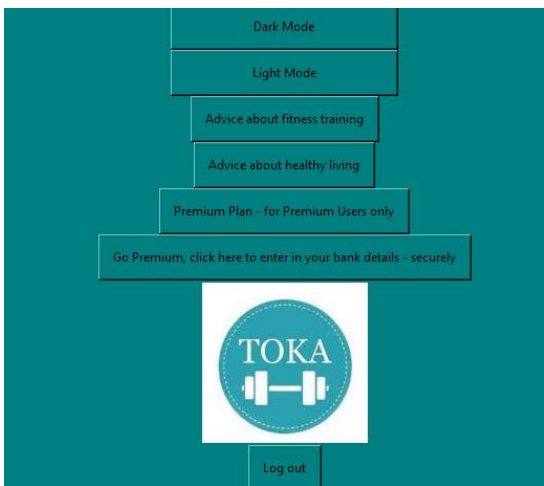 Dark Mode
Light Mode
Advice about fitness training
Advice about healthy living
Premium Plan - for Premium Users only
Go Premium, click here to enter in your bank details - securely
TOKA
Log out